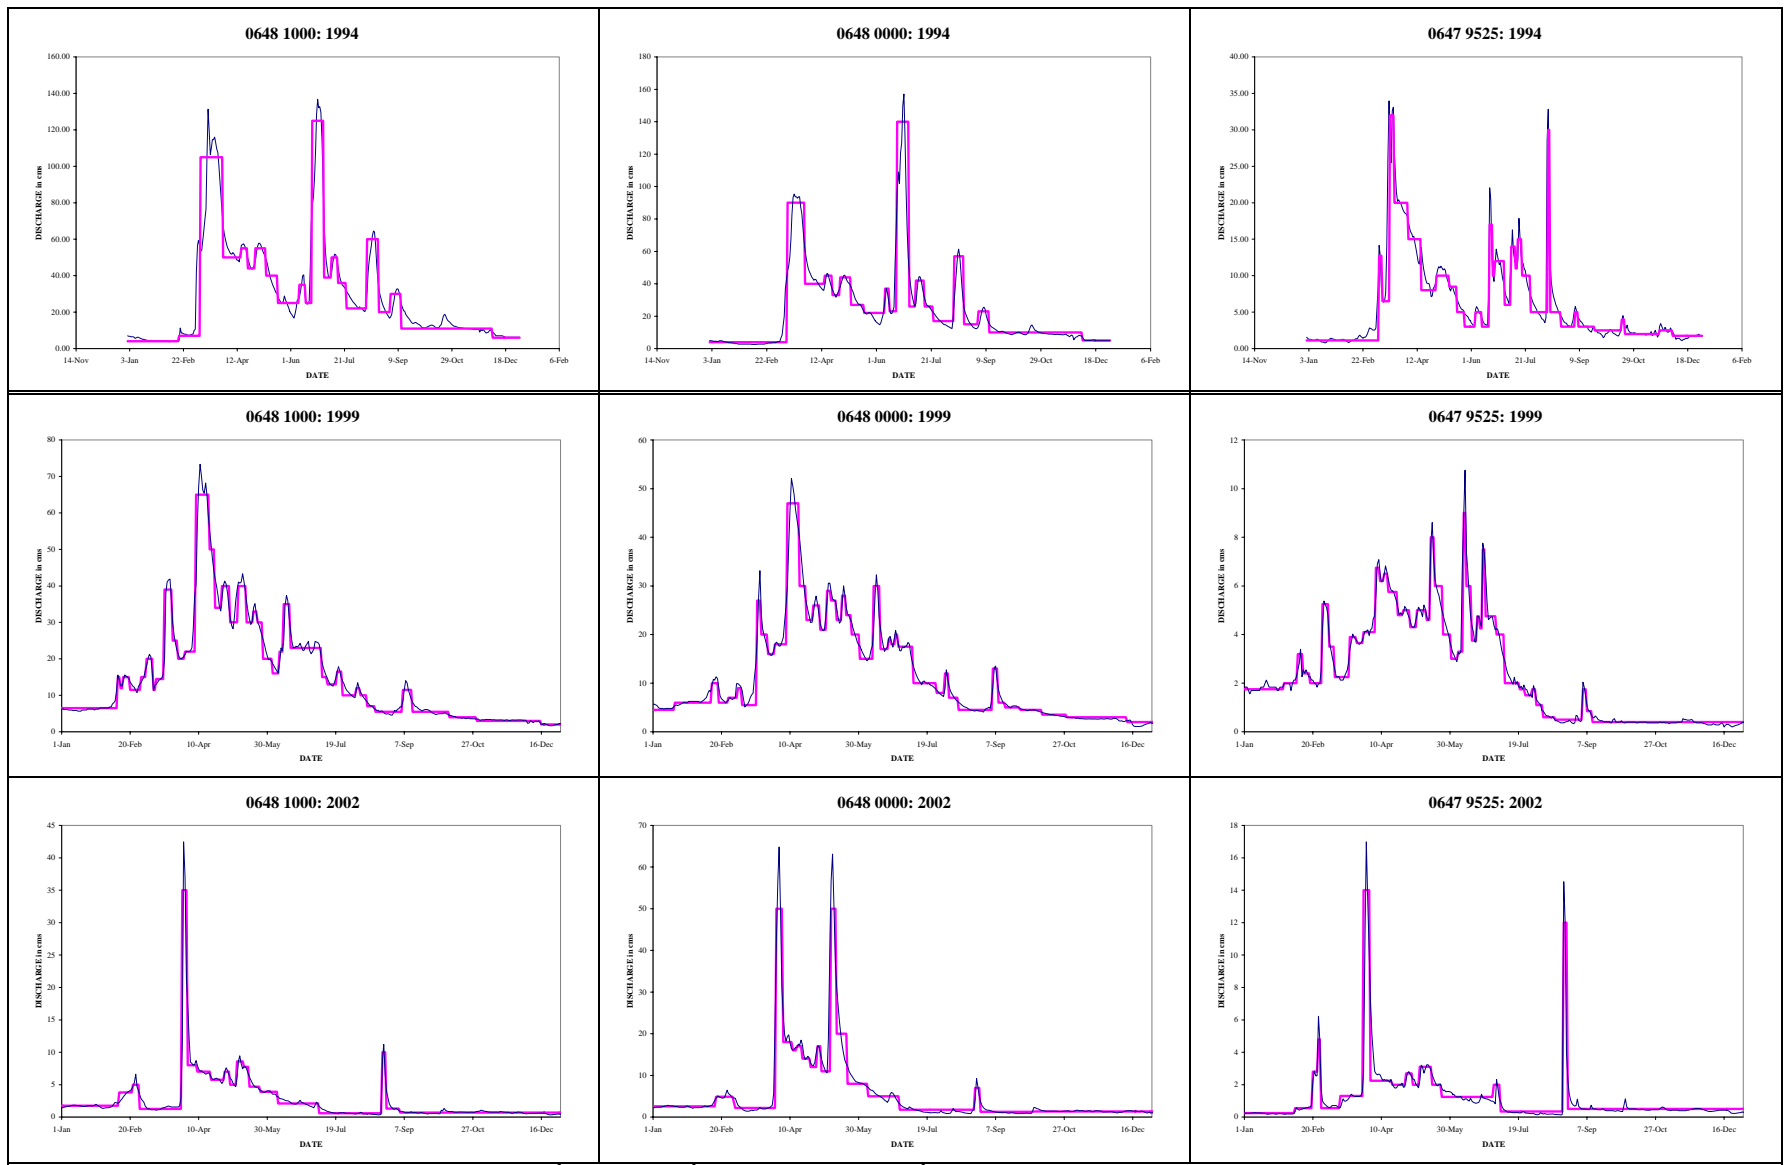 0648 1000: 1994
160.00
140.00
120.00
100.00
80.00
60.00
40.00
20.00
0.00
DISCHARGE in cms
14-Nov 3-Jan 22-Feb 12-Apr 1-Jun 21-Jul 9-Sep 29-Oct 18-Dec 6-Feb
DATE
0648 0000: 1994
180
160
140
120
100
80
60
40
20
0
DISCHARGE in cms
14-Nov 3-Jan 22-Feb 12-Apr 1-Jun 21-Jul 9-Sep 29-Oct 18-Dec 6-Feb
DATE
0647 9525: 1994
40.00
35.00
30.00
25.00
20.00
15.00
10.00
5.00
0.00
DISCHARGE in cms
14-Nov 3-Jan 22-Feb 12-Apr 1-Jun 21-Jul 9-Sep 29-Oct 18-Dec 6-Feb
DATE
0648 1000: 1999
80
70
60
50
40
30
20
10
0
DISCHARGE in cms
1-Jan 20-Feb 10-Apr 30-May 19-Jul 7-Sep 27-Oct 16-Dec
DATE
0648 0000: 1999
60
50
40
30
20
10
0
DISCHARGE in cms
1-Jan 20-Feb 10-Apr 30-May 19-Jul 7-Sep 27-Oct 16-Dec
DATE
0647 9525: 1999
12
10
8
6
4
2
0
DISCHARGE in cms
1-Jan 20-Feb 10-Apr 30-May 19-Jul 7-Sep 27-Oct 16-Dec
DATE
0648 1000: 2002
45
40
35
30
25
20
15
10
5
0
DISCHARGE in cms
1-Jan 20-Feb 10-Apr 30-May 19-Jul 7-Sep 27-Oct 16-Dec
DATE
0648 0000: 2002
70
60
50
40
30
20
10
0
DISCHARGE in cms
1-Jan 20-Feb 10-Apr 30-May 19-Jul 7-Sep 27-Oct 16-Dec
DATE
0647 9525: 2002
18
16
14
12
10
8
6
4
2
0
DISCHARGE in cms
1-Jan 20-Feb 10-Apr 30-May 19-Jul 7-Sep 27-Oct 16-Dec
DATE